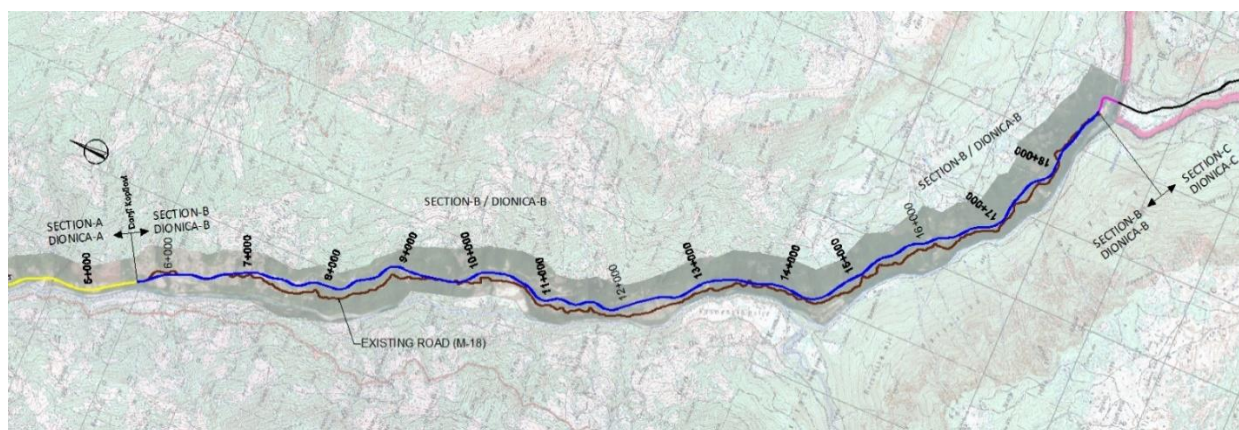 SECTION-A
DIONICA-A
Donji
SECTION-B
DIONICA-B
5+000
6+000
7+000
8+000
9+000
10+000
11+000
12+000
13+000
14+000
15+000
16+000
17+000
18+000
SECTION-B / DIONICA-B
SECTION-B / DIONICA-B
EXISTING ROAD (M-18)
SECTION-B
DIONICA-B
SECTION-C
DIONICA-C